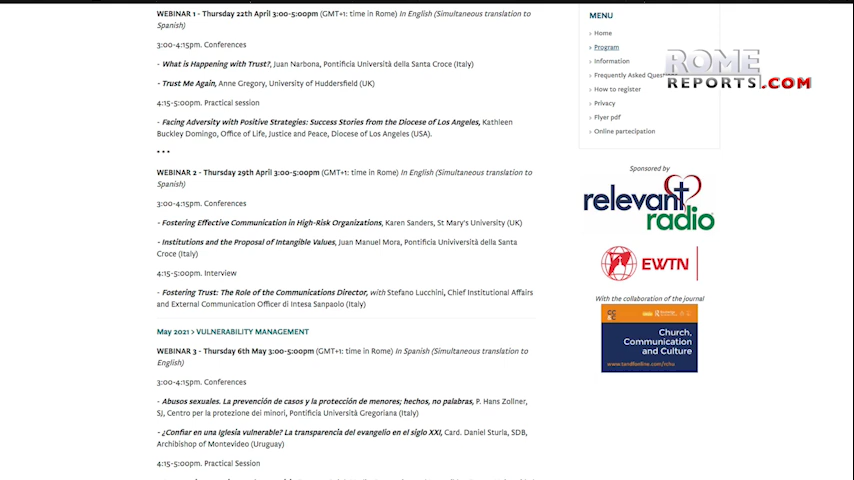 WEBINAR 1 - Thursday 22th April 3:00-5:00pm (GMT+1: time in Rome) In English (Simultaneous translation to
Spanish)
3:00-4:15pm. Conferences
- What is Happening with Trust?, Juan Narbona, Pontificia Università della Santa Croce (Italy)
- Trust Me Again, Anne Gregory, University of Huddersfield (UK)
4:15-5:00pm. Practical session
- Facing Adversity with Positive Strategies: Success Stories from the Diocese of Los Angeles, Kathleen
Buckley Domingo, Office of Life, Justice and Peace, Diocese of Los Angeles (USA).
• • •
WEBINAR 2 - Thursday 29th April 3:00-5:00pm (GMT+1: time in Rome) In English (Simultaneous translation to
Spanish)
3:00-4:15pm. Conferences
- Fostering Effective Communication in High-Risk Organizations, Karen Sanders, St Mary's University (UK)
- Institutions and the Proposal of Intangible Values, Juan Manuel Mora, Pontificia Univiversità della Santa
Croce (Italy)
4:15-5:00pm. Interview
- Fostering Trust: The Role of the Communications Director, with Stefano Lucchini, Chief Institutional Affairs
and External Communication Officer di Intesa Sanpaolo (Italy)
May 2021 > VULNERABILITY MANAGEMENT
WEBINAR 3 - Thursday 6th May 3:00-5:00pm (GMT+1: time in Rome) In Spanish (Simultaneous translation to
English)
3:00-4:15pm. Conferences
- Abusos sexuales. La prevención de casos y la protección de menores; hechos, no palabras, P. Hans Zollner,
SJ, Centro per la protezione dei minori, Pontificia Università Gregoriana (Italy)
- ¿Confiar en una Iglesia vulnerable? La transparencia del evangelio en el siglo XXI, Card. Daniel Sturla, SDB,
Archibishop of Montevideo (Uruguay)
4:15-5:00pm. Practical Session
MENU
› Home
› Program
› Information
› Frequently Asked Questions
› How to register
› Privacy
› Flyer pdf
› Online partecipation
ROME
REPORTS.COM
Sponsored by
relevant
radio
EWTN
With the collaboration of the journal
Church,
Communication
and Culture
www.tandfonline.com/rchu